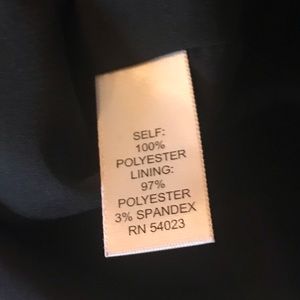 SELF:
100%
POLYESTER
LINING:
97%
POLYESTER
3% SPANDEX
RN 54023